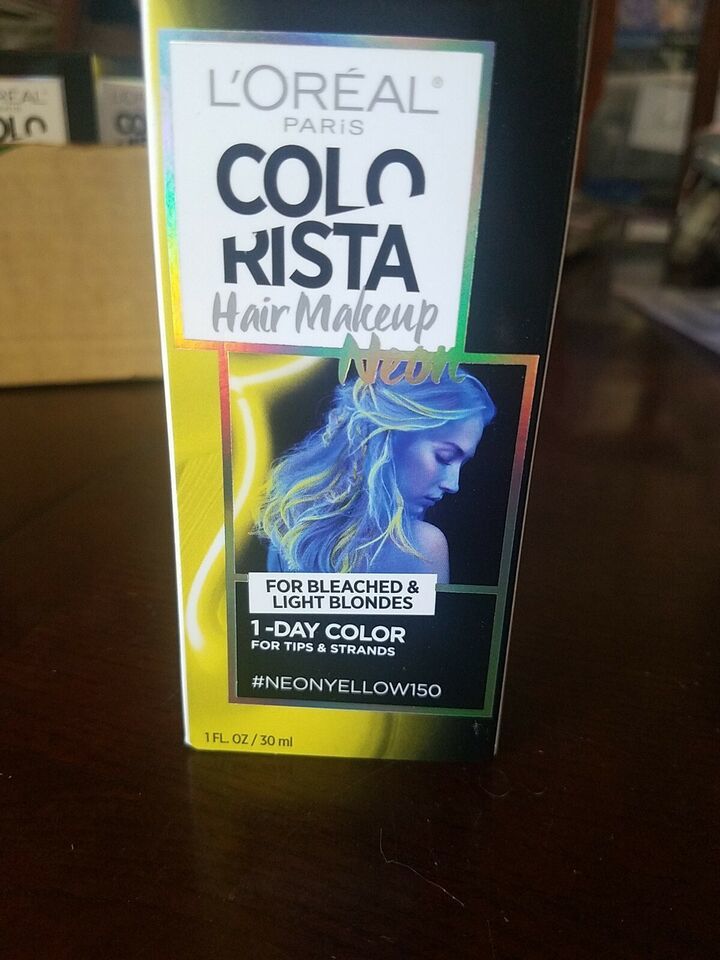 L'ORÉAL®
PARiS
COLO
RISTA
Hair Makeup
Neon
FOR BLEACHED &
LIGHT BLONDES
1-DAY COLOR
FOR TIPS & STRANDS
#NEONYELLOW150
1 FL. OZ / 30 ml